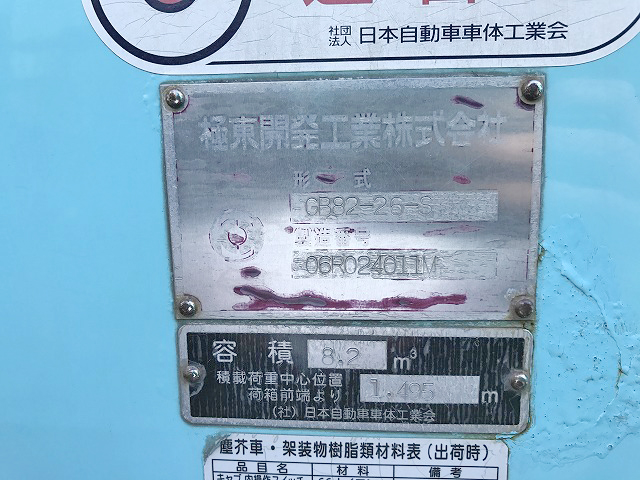 社団
法人 日本自動車車体工業会
極東開発工業株式会社
形式
GB82-26-S
製造番号
06R024011M
容積 8.2 m³
積載荷重中心位置
荷箱前端より 1.495 m
(社)日本自動車車体工業会
塵芥車・架装物樹脂類材料表(出荷時)
品目名 材料 備考